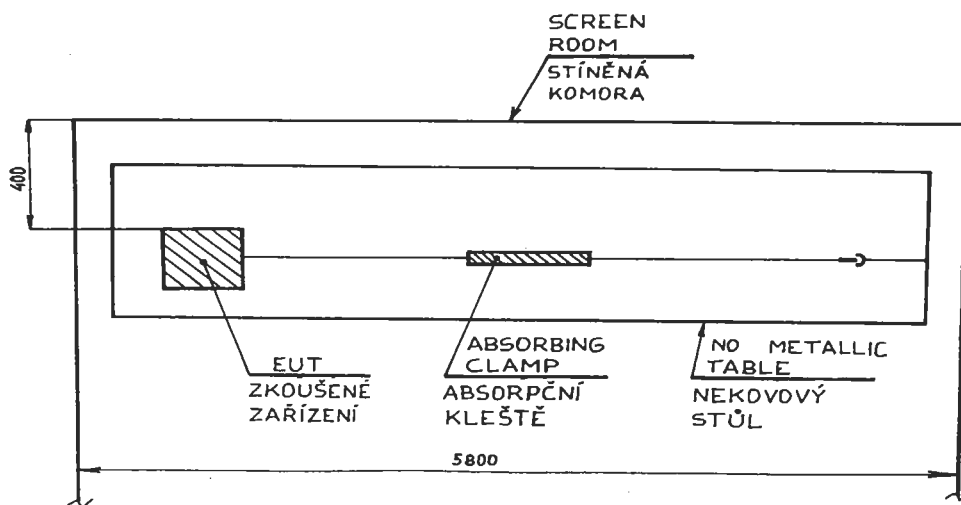 SCREEN
ROOM
STÍNĚNÁ
KOMORA
400
EUT
ZKOUŠENÉ
ZAŘÍZENÍ
ABSORBING
CLAMP
ABSORPČNÍ
KLEŠTĚ
NO METALLIC
TABLE
NEKOVOVÝ
STŮL
5800